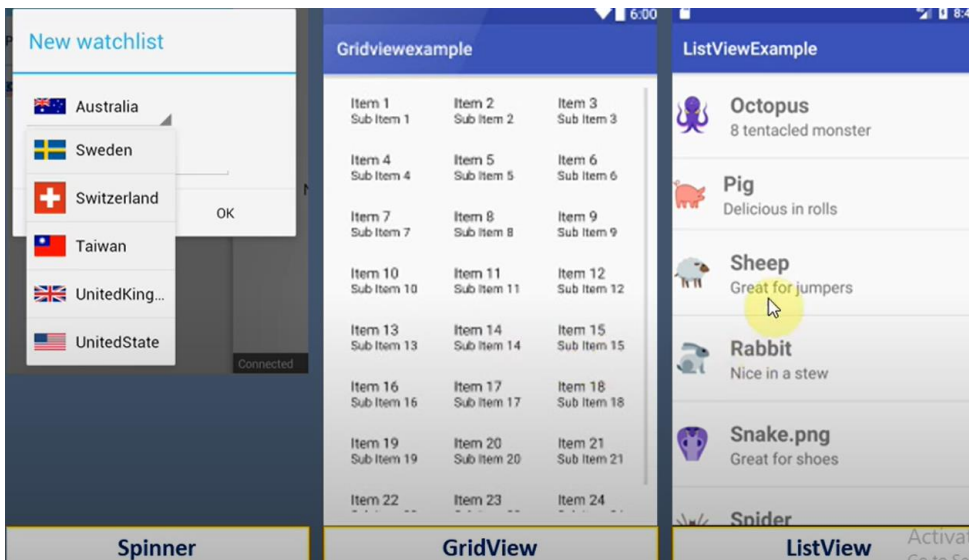 New watchlist
Australia
Sweden
Switzerland
OK
Taiwan
UnitedKing...
UnitedState
Connected
Spinner
6:00
Gridviewexample
Item 1 Item 2 Item 3
Sub Item 1 Sub Item 2 Sub Item 3
Item 4 Item 5 Item 6
Sub Item 4 Sub Item 5 Sub Item 6
Item 7 Item 8 Item 9
Sub Item 7 Sub Item 8 Sub Item 9
Item 10 Item 11 Item 12
Sub Item 10 Sub Item 11 Sub Item 12
Item 13 Item 14 Item 15
Sub Item 13 Sub Item 14 Sub Item 15
Item 16 Item 17 Item 18
Sub Item 16 Sub Item 17 Sub Item 18
Item 19 Item 20 Item 21
Sub Item 19 Sub Item 20 Sub Item 21
Item 22 Item 23 Item 24
GridView
ListViewExample
Octopus
8 tentacled monster
Pig
Delicious in rolls
Sheep
Great for jumpers
Rabbit
Nice in a stew
Snake.png
Great for shoes
Spider
ListView